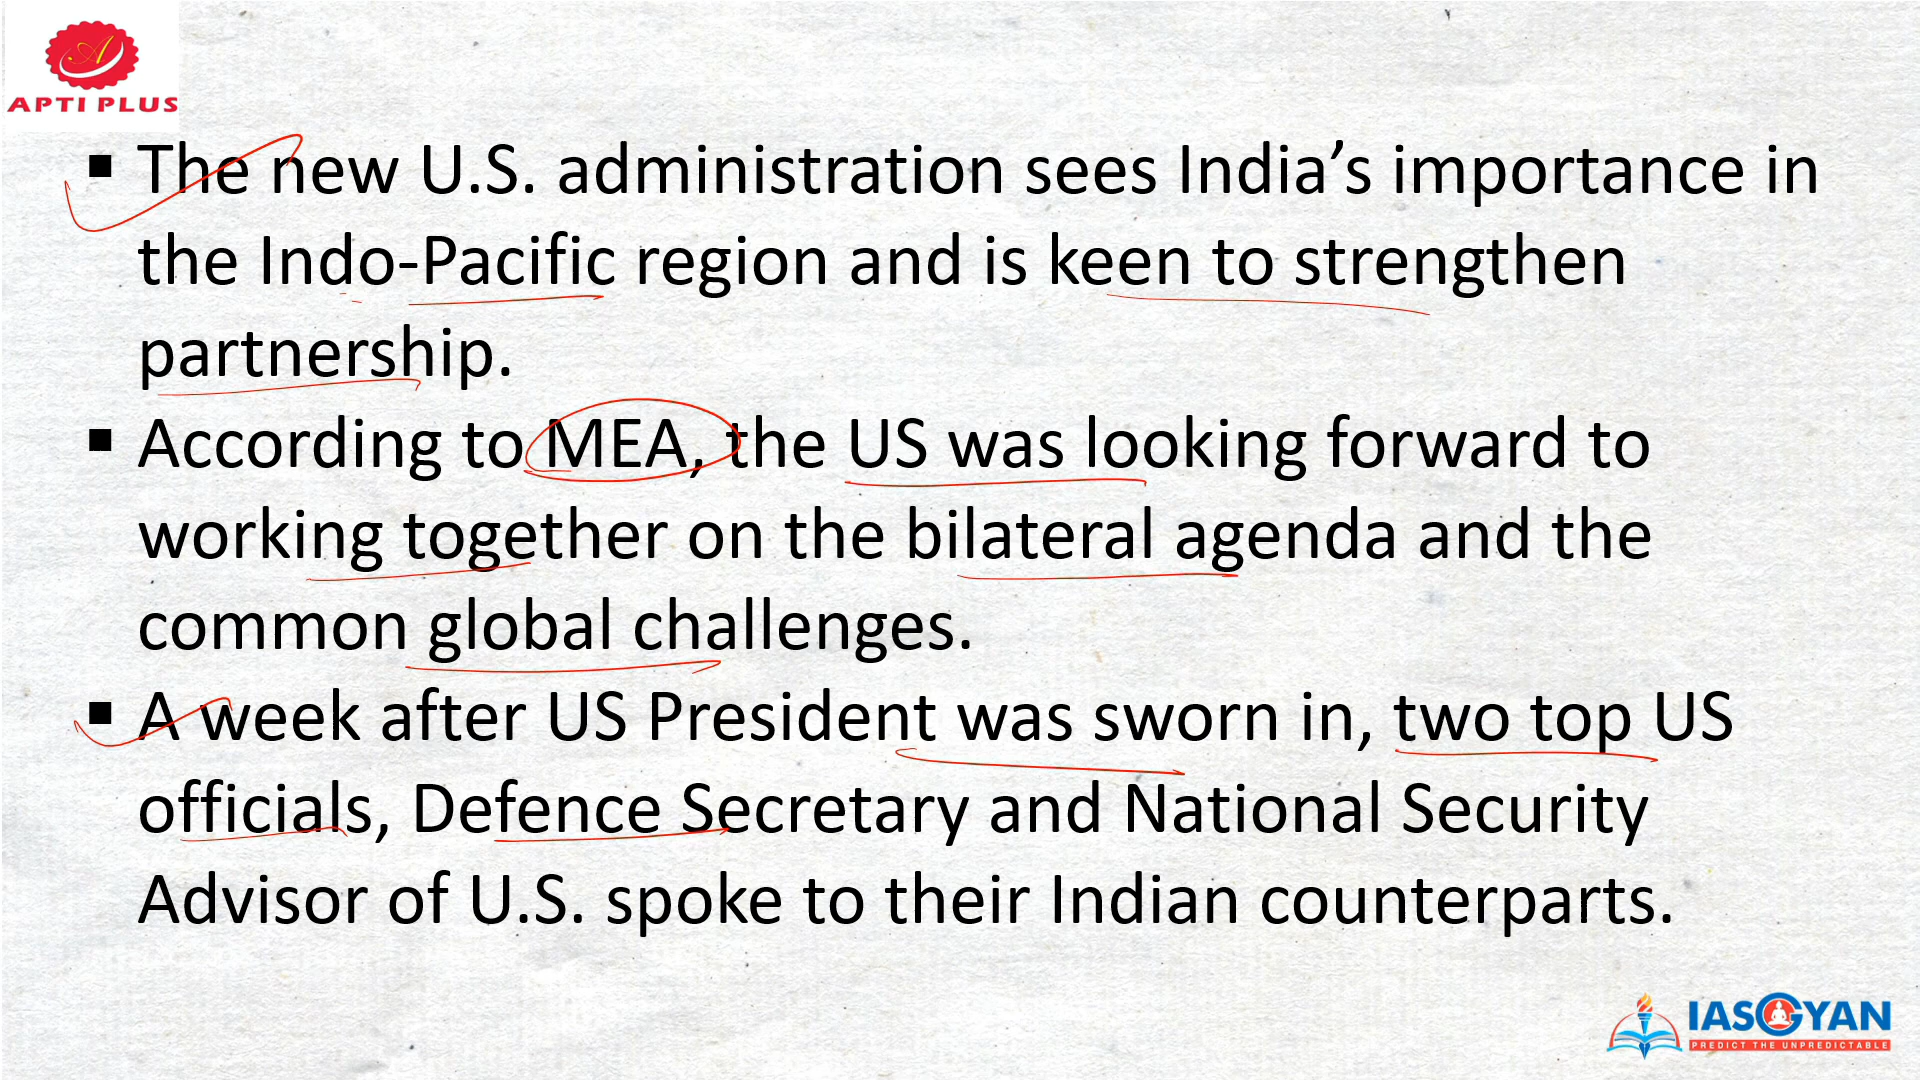 APTI PLUS
▪ The new U.S. administration sees India’s importance in
the Indo-Pacific region and is keen to strengthen
partnership.
▪ According to MEA, the US was looking forward to
working together on the bilateral agenda and the
common global challenges.
▪ A week after US President was sworn in, two top US
officials, Defence Secretary and National Security
Advisor of U.S. spoke to their Indian counterparts.
IASGYAN
PREDICT THE UNPREDICTABLE